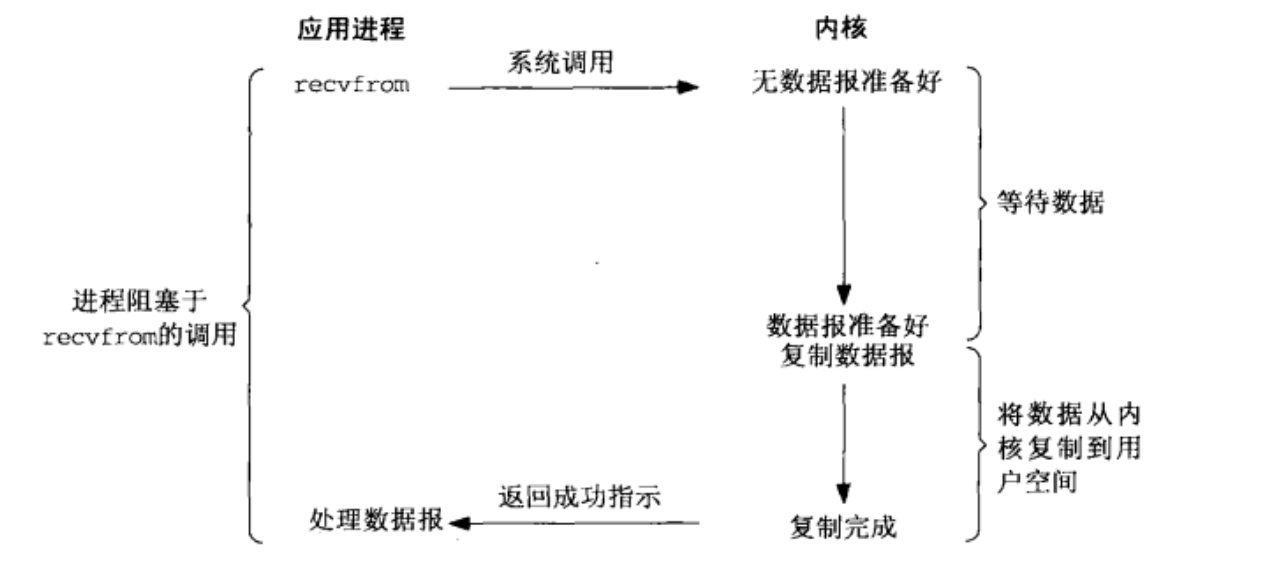 应用进程
内核
recvfrom
系统调用
无数据报准备好
等待数据
进程阻塞于
recvfrom的调用
数据报准备好
复制数据报
将数据从内
核复制到用
户空间
处理数据报
返回成功指示
复制完成